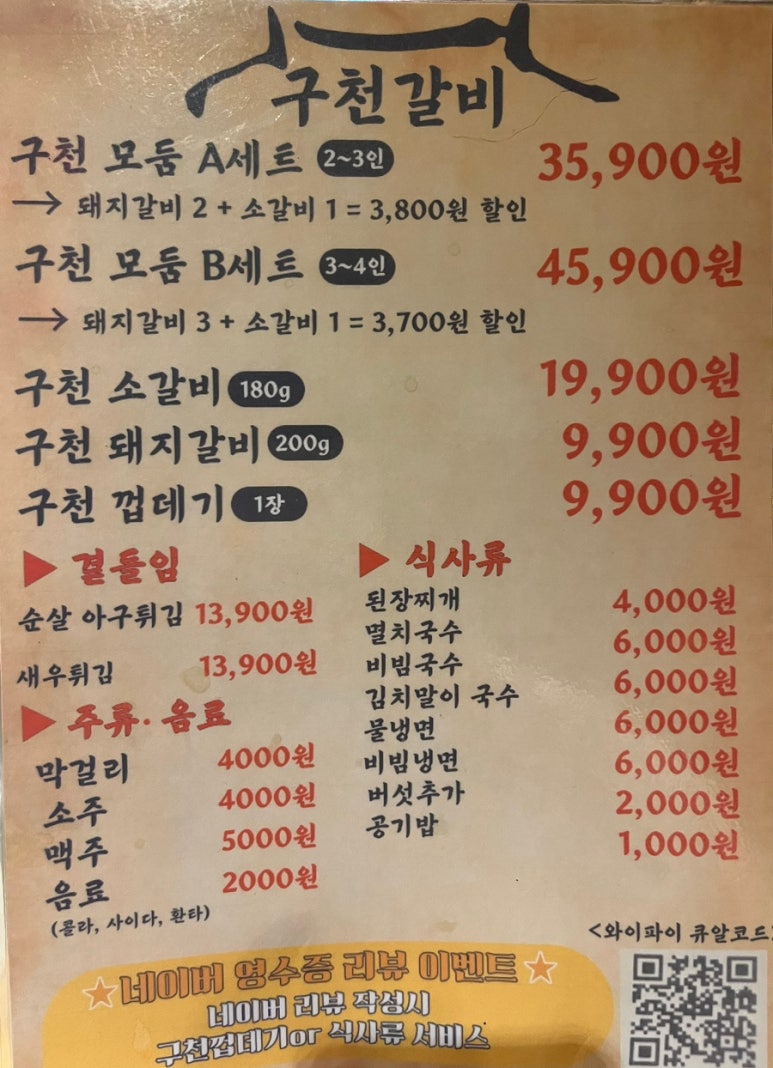 구천갈비
구천 모둠 A세트 2~3인 35,900원
→ 돼지갈비 2 + 소갈비 1 = 3,800원 할인
구천 모둠 B세트 3~4인 45,900원
→ 돼지갈비 3 + 소갈비 1 = 3,700원 할인
구천 소갈비 180g 19,900원
구천 돼지갈비 200g 9,900원
구천 껍데기 1장 9,900원
▶ 곁들임
순살 아구튀김 13,900원
새우튀김 13,900원
▶ 주류· 음료
막걸리 4000원
소주 4000원
맥주 5000원
음료 2000원
(콜라, 사이다, 환타)
▶ 식사류
된장찌개
멸치국수
비빔국수
김치말이 국수
물냉면
비빔냉면
버섯추가
공기밥
4,000원
6,000원
6,000원
6,000원
6,000원
2,000원
1,000원
<와이파이 큐알코드
☆네이버 영수증 리뷰 이벤트☆
네이버 리뷰 작성시
구천껍데기or 식사류 서비스